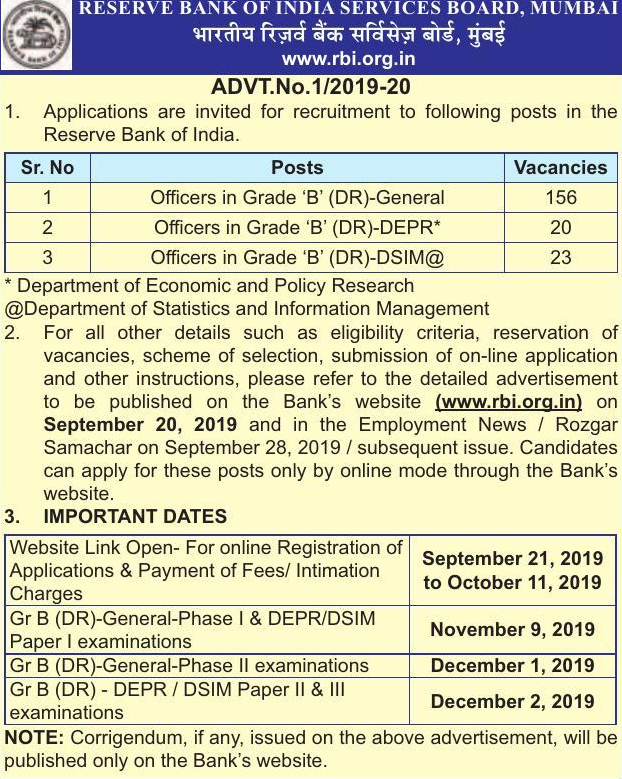 RESERVE BANK OF INDIA SERVICES BOARD, MUMBAI
भारतीय रिज़र्व बैंक सर्विसेज़ बोर्ड, मुंबई
www.rbi.org.in
ADVT.No.1/2019-20
1. Applications are invited for recruitment to following posts in the
Reserve Bank of India.
Sr. No Posts Vacancies
1 Officers in Grade ‘B’ (DR)-General 156
2 Officers in Grade ‘B’ (DR)-DEPR* 20
3 Officers in Grade ‘B’ (DR)-DSIM@ 23
* Department of Economic and Policy Research
@Department of Statistics and Information Management
2. For all other details such as eligibility criteria, reservation of
vacancies, scheme of selection, submission of on-line application
and other instructions, please refer to the detailed advertisement
to be published on the Bank’s website (www.rbi.org.in) on
September 20, 2019 and in the Employment News / Rozgar
Samachar on September 28, 2019 / subsequent issue. Candidates
can apply for these posts only by online mode through the Bank’s
website.
3. IMPORTANT DATES
Website Link Open- For online Registration of
Applications & Payment of Fees/ Intimation
Charges
September 21, 2019
to October 11, 2019
Gr B (DR)-General-Phase I & DEPR/DSIM
Paper I examinations
November 9, 2019
Gr B (DR)-General-Phase II examinations December 1, 2019
Gr B (DR) - DEPR / DSIM Paper II & III
examinations
December 2, 2019
NOTE: Corrigendum, if any, issued on the above advertisement, will be
published only on the Bank’s website.